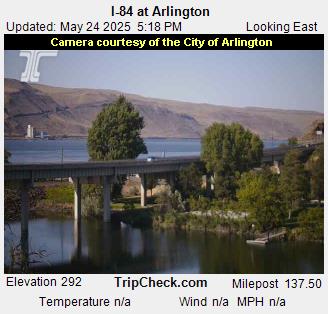 I-84 at Arlington
Updated: May 24 2025 5:18 PM Looking East
Camera courtesy of the City of Arlington
Elevation 292 TripCheck.com Milepost 137.50
Temperature n/a Wind n/a MPH n/a